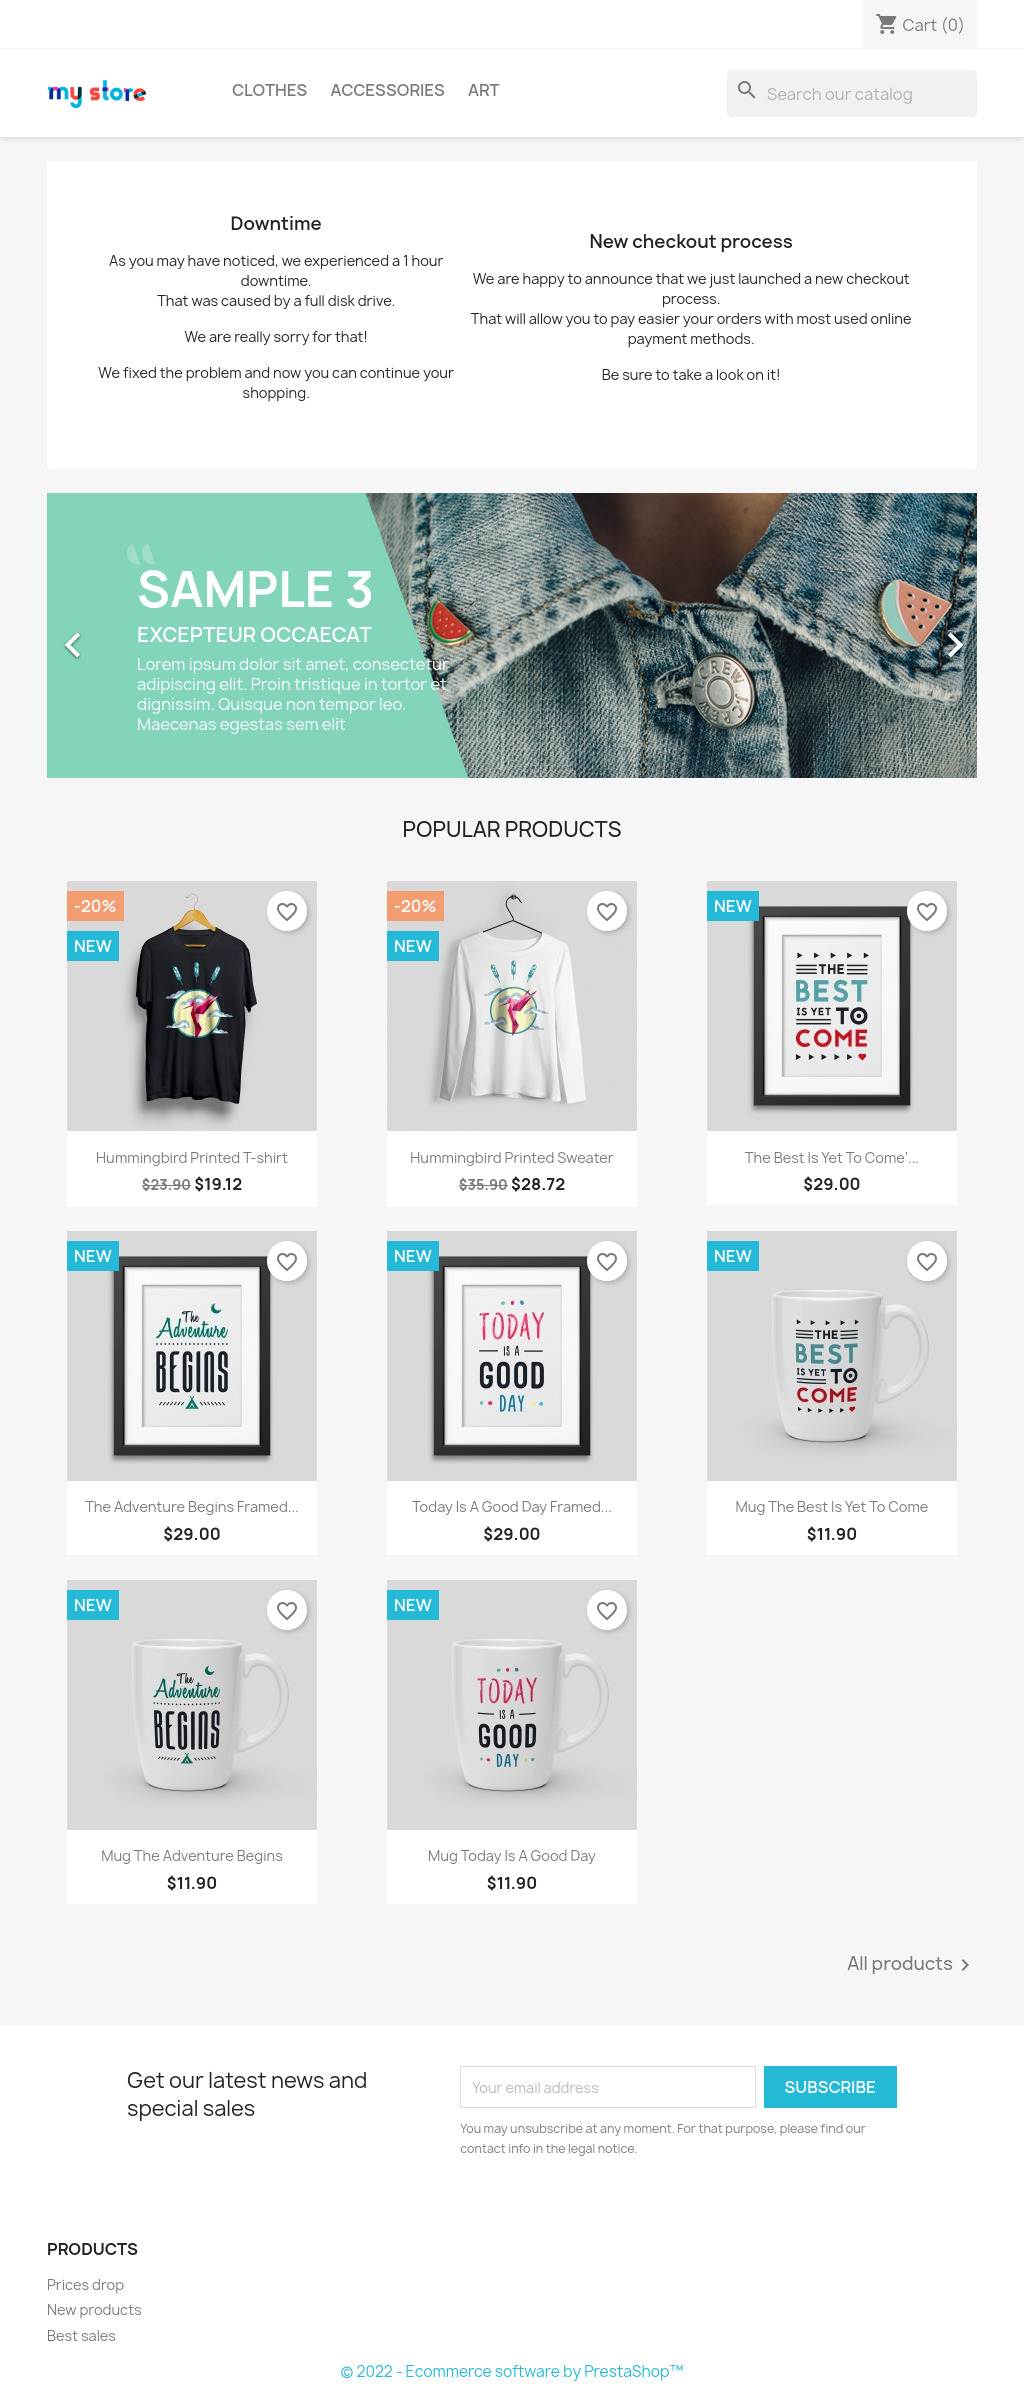 Cart (0)
my store
CLOTHES
ACCESSORIES
ART
Search our catalog
Downtime
As you may have noticed, we experienced a 1 hour
downtime.
That was caused by a full disk drive.
We are really sorry for that!
We fixed the problem and now you can continue your
shopping.
New checkout process
We are happy to announce that we just launched a new checkout
process.
That will allow you to pay easier your orders with most used online
payment methods.
Be sure to take a look on it!
SAMPLE 3
EXCEPTEUR OCCAECAT
Lorem ipsum dolor sit amet, consectetur
adipiscing elit. Proin tristique in tortor et
dignissim. Quisque non tempor leo.
Maecenas egestas sem elit
J.CREW
J.CREW
POPULAR PRODUCTS
-20%
NEW
Hummingbird Printed T-shirt
$23.90 $19.12
-20%
NEW
Hummingbird Printed Sweater
$35.90 $28.72
NEW
THE
BEST
IS YET TO
COME
The Best Is Yet To Come'...
$29.00
NEW
The
Adventure
BEGINS
The Adventure Begins Framed...
$29.00
NEW
TODAY
IS A
GOOD
DAY
Today Is A Good Day Framed...
$29.00
NEW
THE
BEST
IS YET TO
COME
Mug The Best Is Yet To Come
$11.90
NEW
The
Adventure
BEGINS
Mug The Adventure Begins
$11.90
NEW
TODAY
IS A
GOOD
DAY
Mug Today Is A Good Day
$11.90
All products
Get our latest news and
special sales
Your email address
SUBSCRIBE
You may unsubscribe at any moment. For that purpose, please find our
contact info in the legal notice.
PRODUCTS
Prices drop
New products
Best sales
© 2022 - Ecommerce software by PrestaShop™